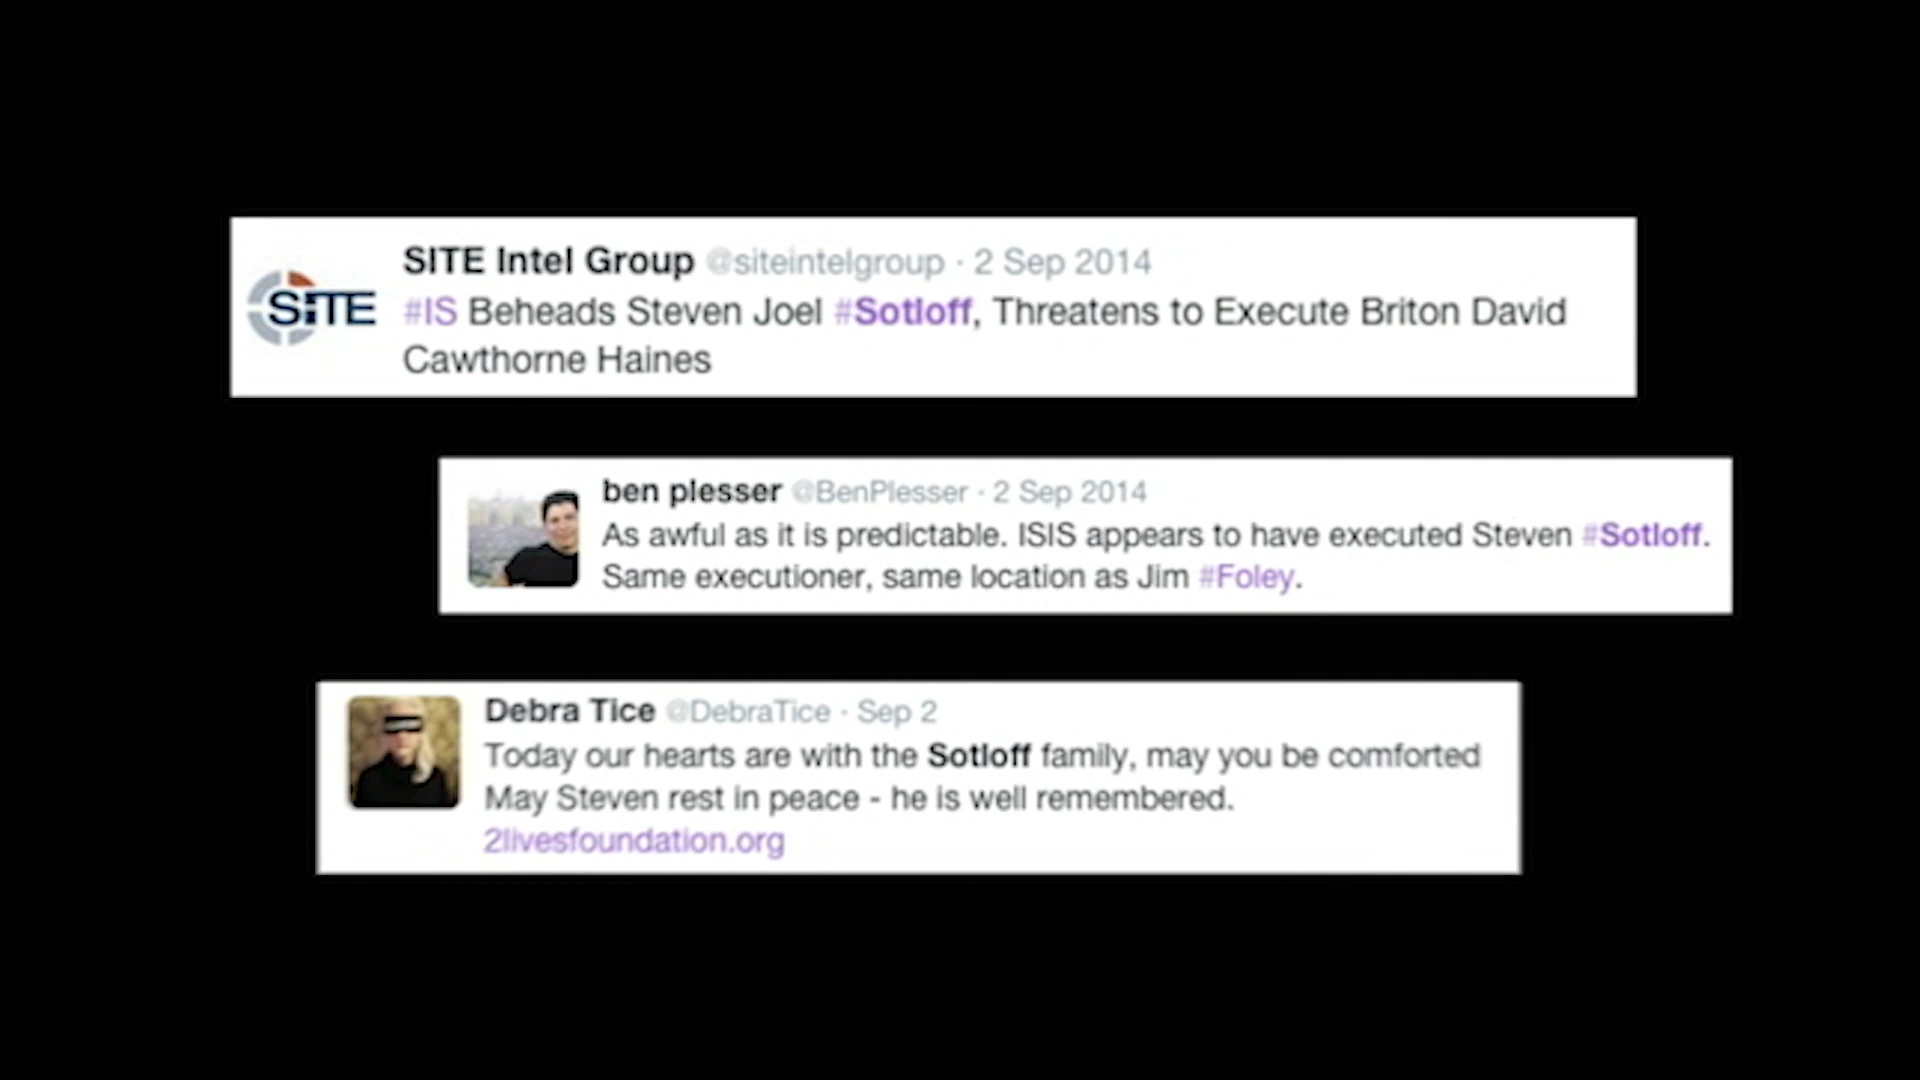 SITE Intel Group @siteintelgroup · 2 Sep 2014
SITE
#IS Beheads Steven Joel #Sotloff, Threatens to Execute Briton David
Cawthorne Haines
ben plesser @BenPlesser · 2 Sep 2014
As awful as it is predictable. ISIS appears to have executed Steven #Sotloff.
Same executioner, same location as Jim #Foley.
Debra Tice @DebraTice · Sep 2
Today our hearts are with the Sotloff family, may you be comforted
May Steven rest in peace - he is well remembered.
2livesfoundation.org